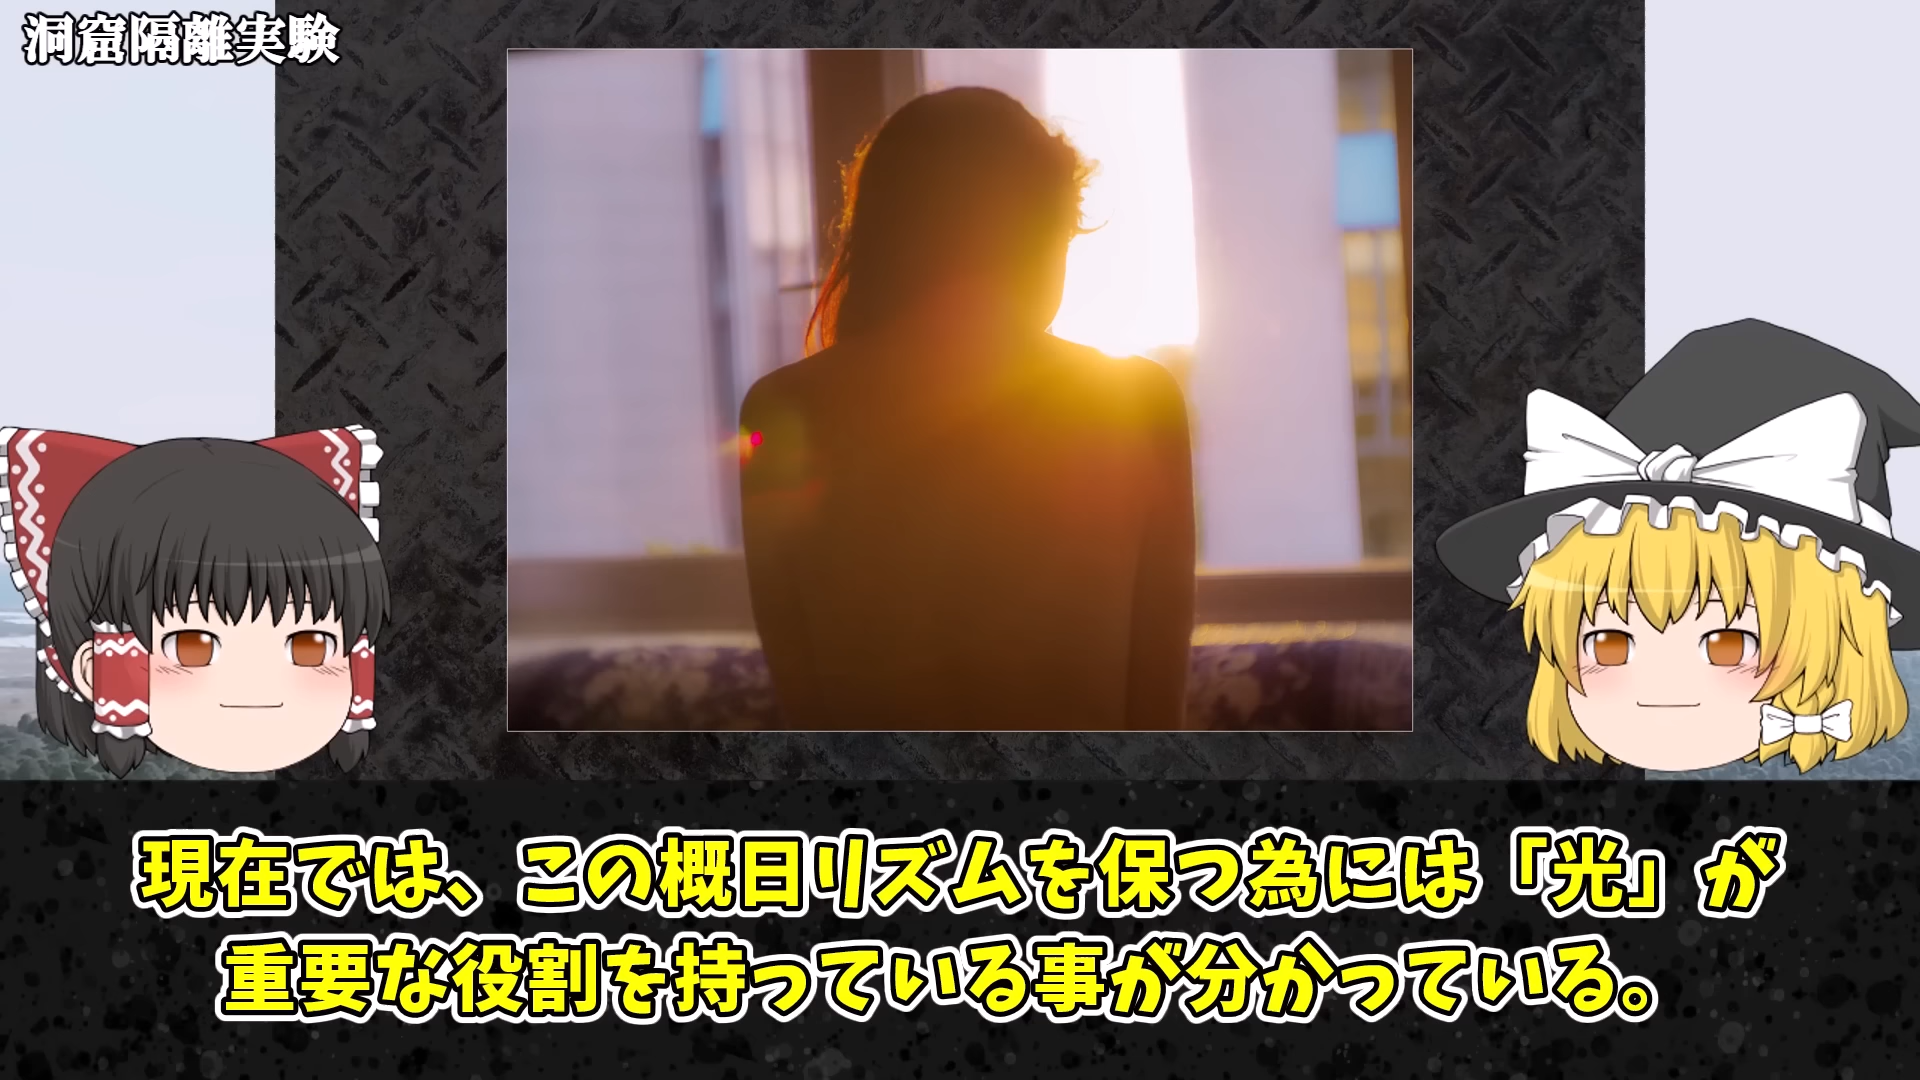 洞窟隔離実験
現在では、この概日リズムを保つ為には「光」が
重要な役割を持っている事が分かっている。